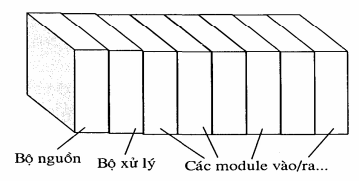 Bộ nguồn
Bộ xử lý
Các module vào/ra...